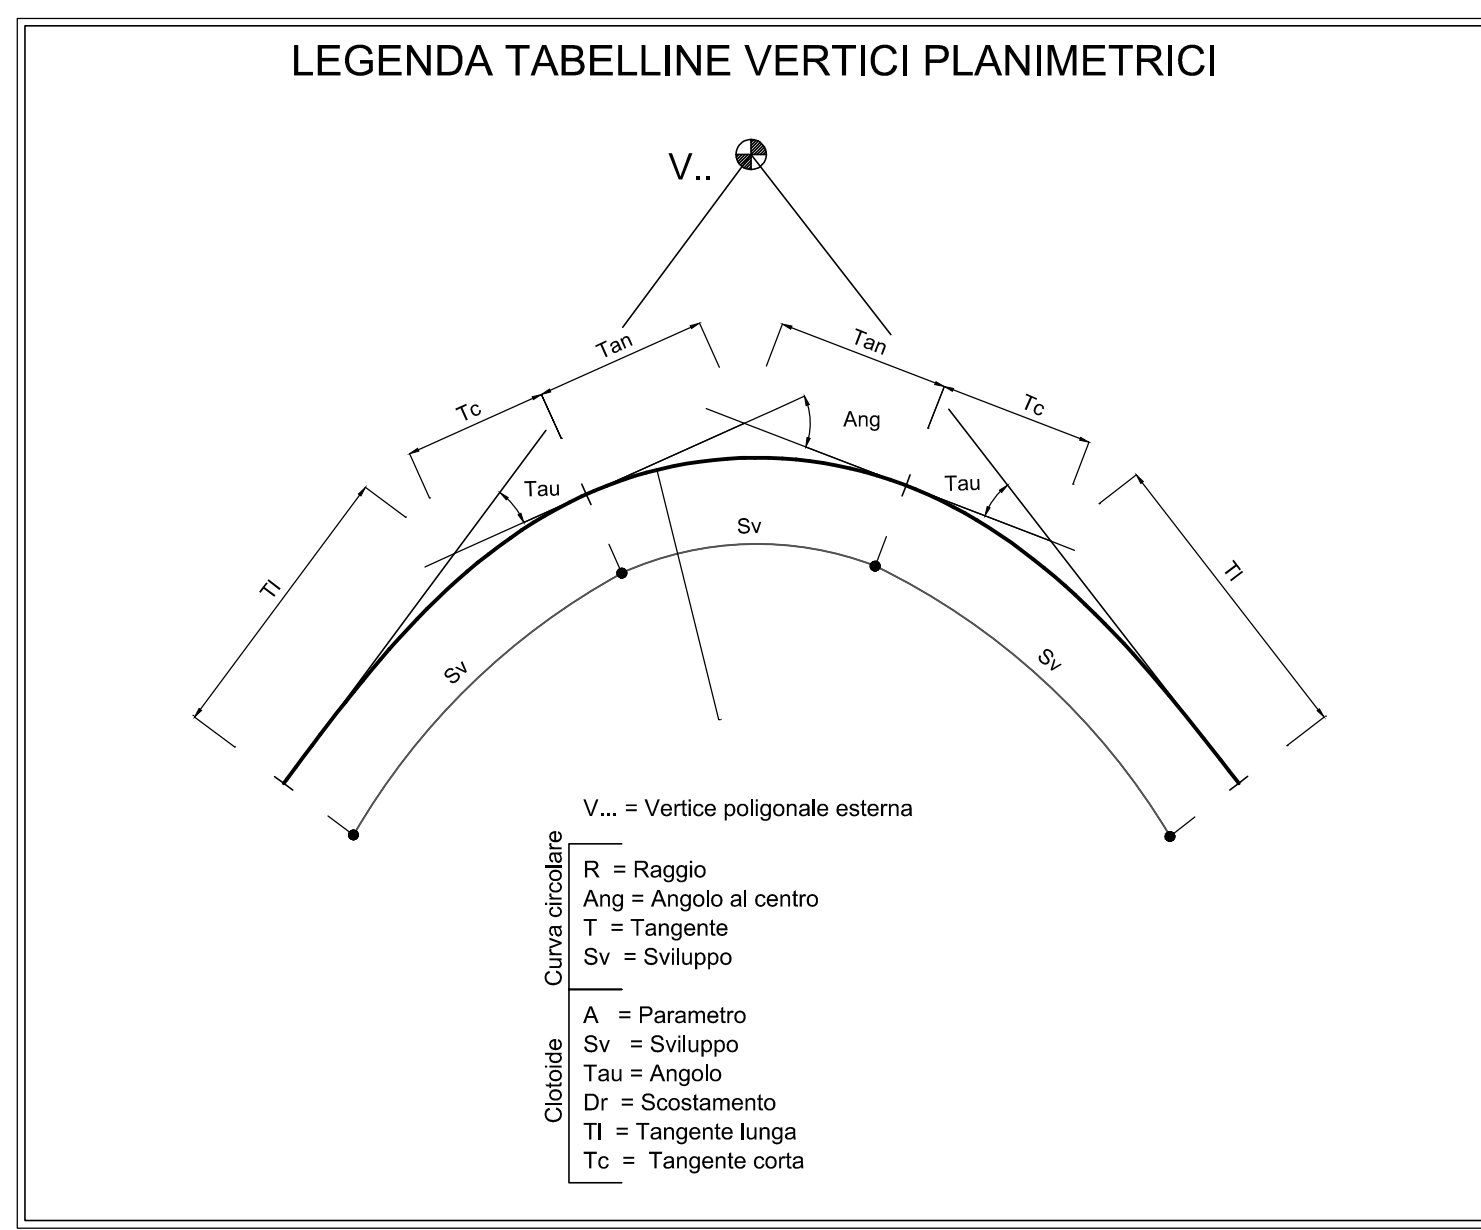 LEGENDA TABELLINE VERTICI PLANIMETRICI
V..
Tan
Tan
Tc
Tc
Ang
Tau
Tau
Sv
Tl
Tl
Sv
Sv
V... = Vertice poligonale esterna
Curva circolare
R = Raggio
Ang = Angolo al centro
T = Tangente
Sv = Sviluppo
Clotoide
A = Parametro
Sv = Sviluppo
Tau = Angolo
Dr = Scostamento
Tl = Tangente lunga
Tc = Tangente corta